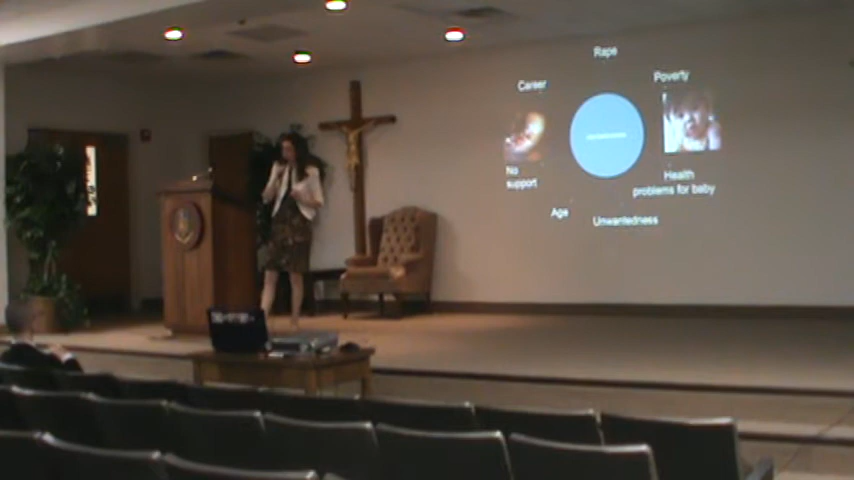 Rape
Career
Poverty
No
support
Health
problems for baby
Age
Unwantedness